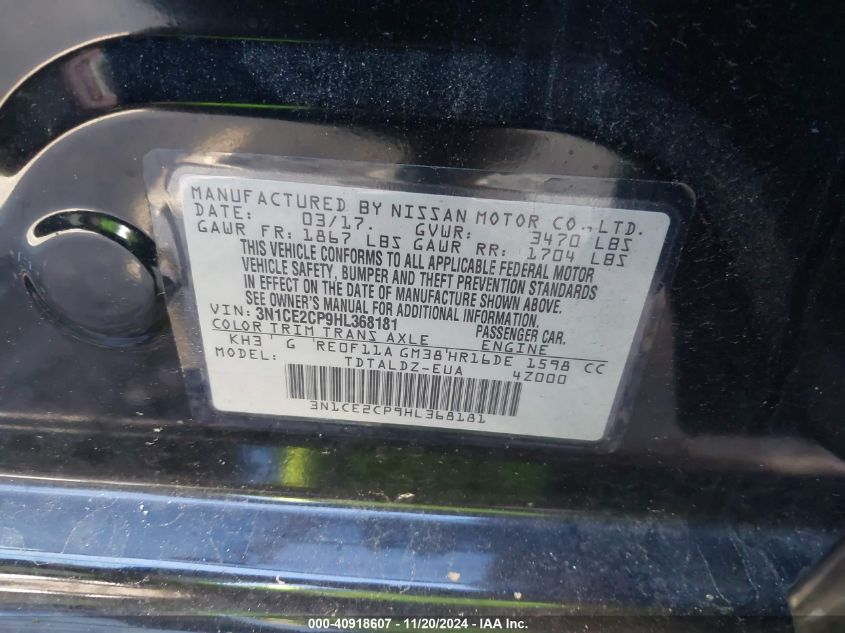 MANUFACTURED BY NISSAN MOTOR CO., LTD.
DATE: 03/17. GVWR: 3470 LBS
GAWR FR: 1867 LBS GAWR RR: 1704 LBS
THIS VEHICLE CONFORMS TO ALL APPLICABLE FEDERAL MOTOR
VEHICLE SAFETY, BUMPER AND THEFT PREVENTION STANDARDS
IN EFFECT ON THE DATE OF MANUFACTURE SHOWN ABOVE.
SEE OWNER'S MANUAL FOR ADDITIONAL INFORMATION.
VIN: 3N1CE2CP9HL368181 PASSENGER CAR.
COLOR TRIM TRANS AXLE ENGINE
KH3 ' G 'RE0F11A GM38'HR16DE 1598 CC
MODEL: TDTALDZ-EUA 4Z000
3N1CE2CP9HL368181
000-40918607 - 11/20/2024 - IAA Inc.